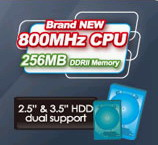 Brand NEW
800MHz CPU
256MB DDRII Memory
2.5" & 3.5" HDD
dual support